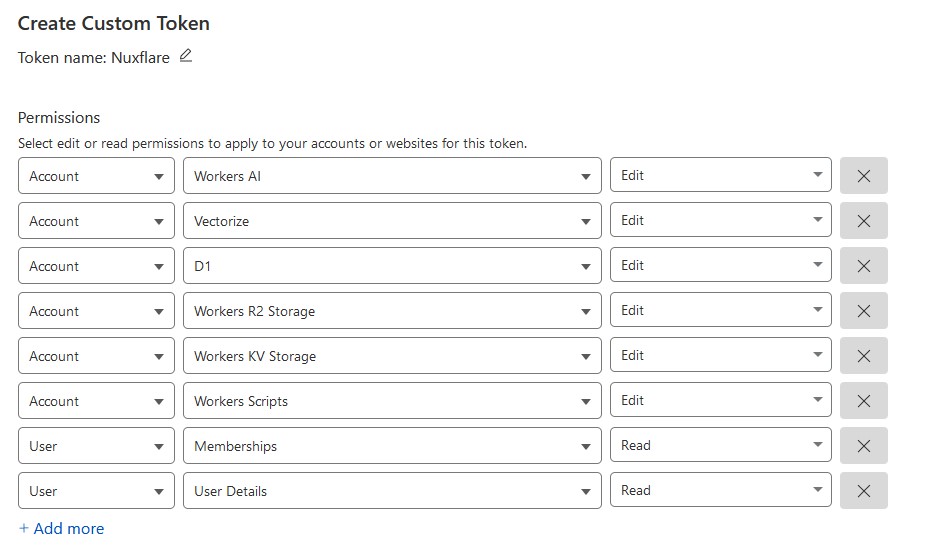 Create Custom Token
Token name: Nuxflare
Permissions
Select edit or read permissions to apply to your accounts or websites for this token.
Account Workers AI Edit
Account Vectorize Edit
Account D1 Edit
Account Workers R2 Storage Edit
Account Workers KV Storage Edit
Account Workers Scripts Edit
User Memberships Read
User User Details Read
+ Add more